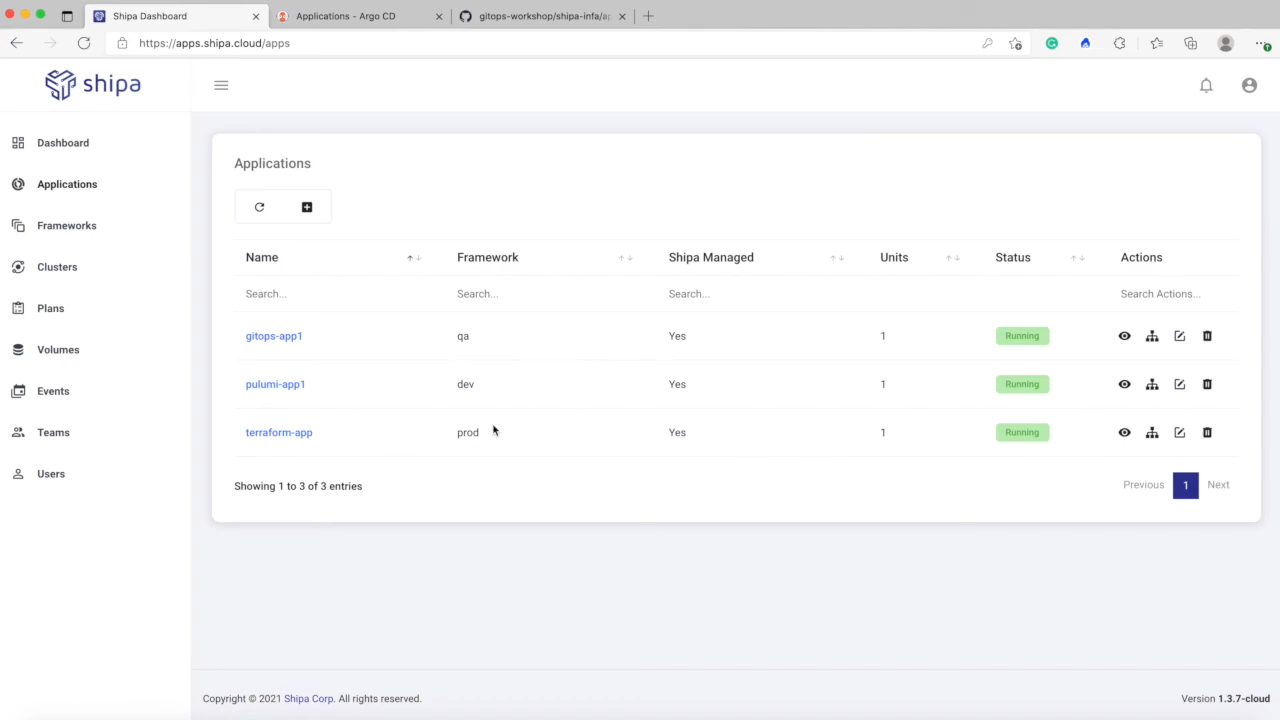 Shipa Dashboard
Applications - Argo CD
gitops-workshop/shipa-infa/ap
https://apps.shipa.cloud/apps
shipa
Dashboard
Applications
Frameworks
Clusters
Plans
Volumes
Events
Teams
Users
Applications
Name Framework Shipa Managed Units Status Actions
Search... Search... Search... Search Actions...
gitops-app1 qa Yes 1 Running
pulumi-app1 dev Yes 1 Running
terraform-app prod Yes 1 Running
Showing 1 to 3 of 3 entries
Previous 1 Next
Copyright © 2021 Shipa Corp. All rights reserved.
Version 1.3.7-cloud